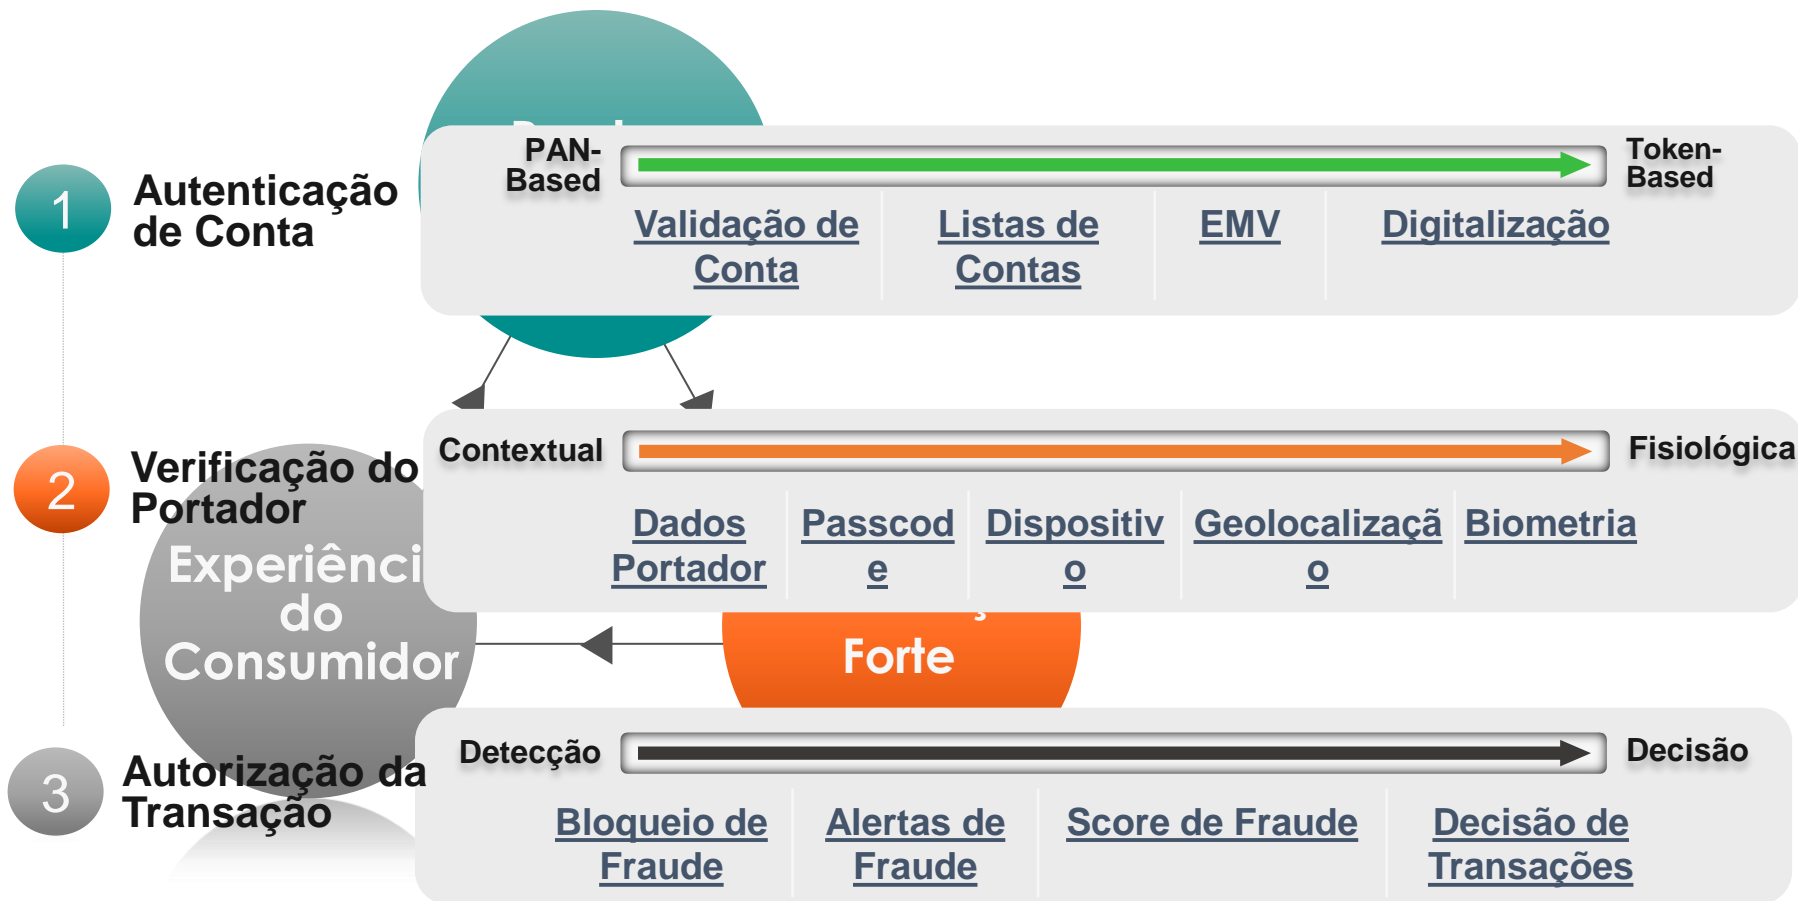 1
Autenticação
de Conta
PAN-
Based
Token-
Based
Validação de
Conta
Listas de
Contas
EMV
Digitalização
2
Verificação do
Portador
Contextual
Fisiológica
Dados
Portador
Passcod
e
Dispositiv
o
Geolocalizaçã
o
Biometria
Experiênci
do
Consumidor
Forte
3
Autorização da
Transação
Detecção
Decisão
Bloqueio de
Fraude
Alertas de
Fraude
Score de Fraude
Decisão de
Transações